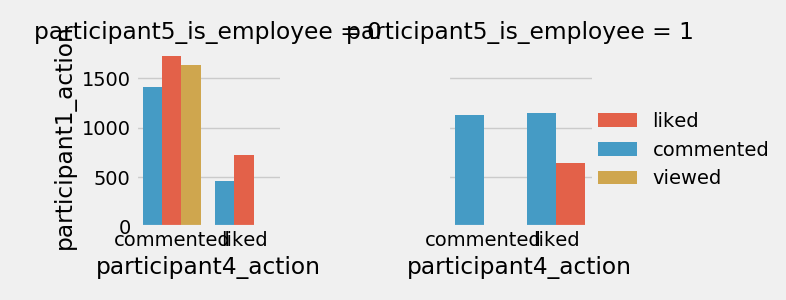 participant5_is_employee = 0
participant5_is_employee = 1
participant1_action
1500
1000
500
0
commented
liked
participant4_action
commented
liked
participant4_action
liked
commented
viewed